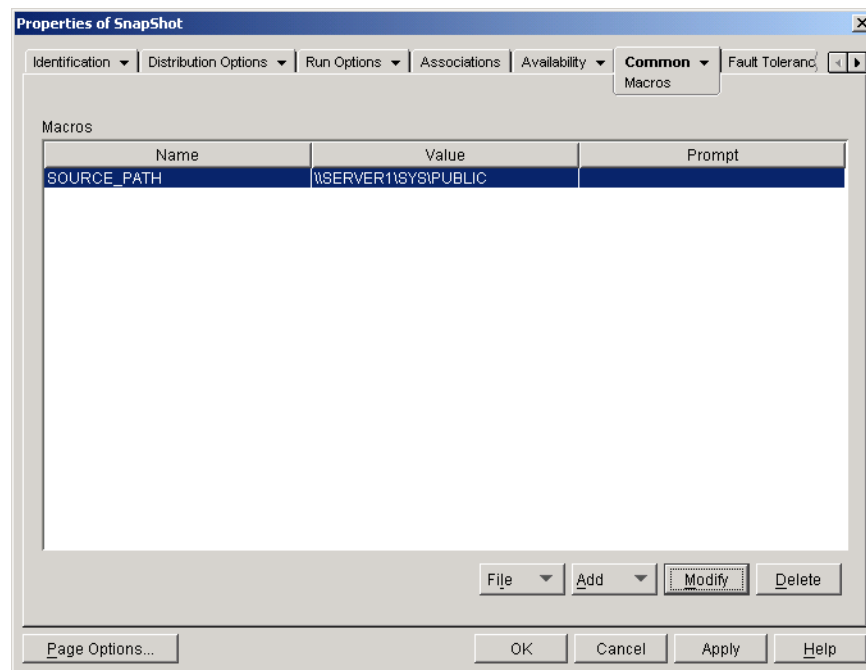 Properties of SnapShot
Identification Distribution Options Run Options Associations Availability Common Fault Toleranc
Macros
Macros
Name Value Prompt
SOURCE_PATH \\SERVER1\SYS\PUBLIC
File Add Modify Delete
Page Options... OK Cancel Apply Help